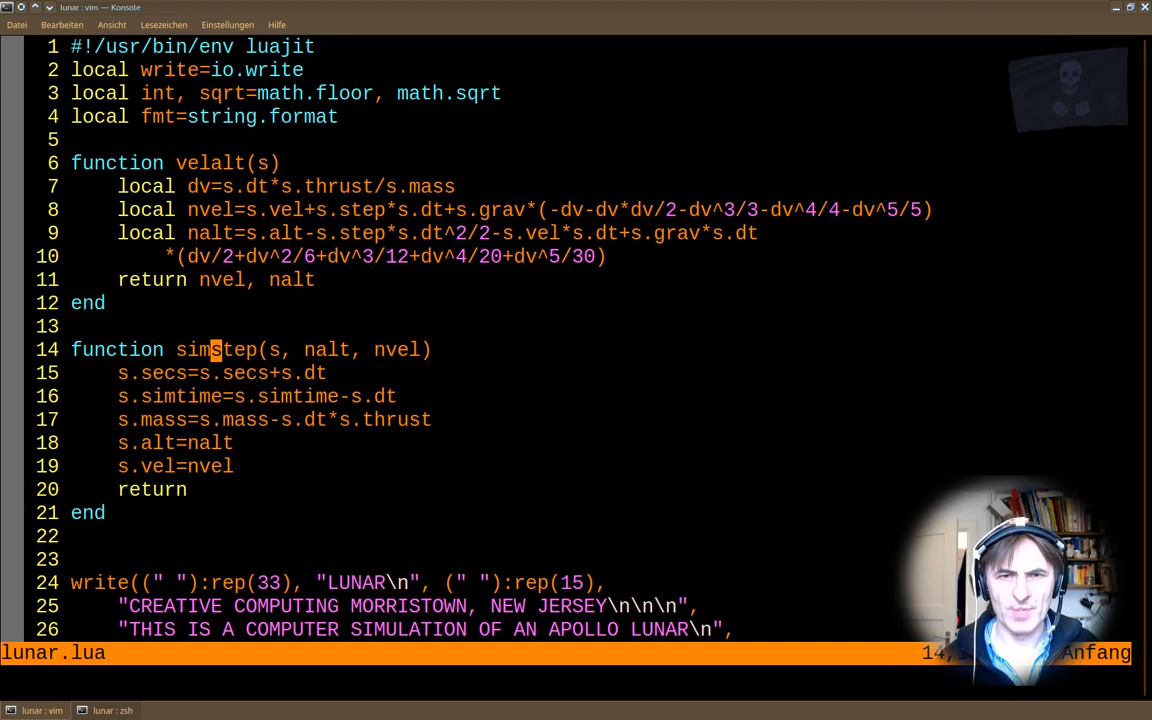 lunar : vim — Konsole
Datei Bearbeiten Ansicht Lesezeichen Einstellungen Hilfe
1 #!/usr/bin/env luajit
2 local write=io.write
3 local int, sqrt=math.floor, math.sqrt
4 local fmt=string.format
5
6 function velalt(s)
7     local dv=s.dt*s.thrust/s.mass
8     local nvel=s.vel+s.step*s.dt+s.grav*(-dv-dv*dv/2-dv^3/3-dv^4/4-dv^5/5)
9     local nalt=s.alt-s.step*s.dt^2/2-s.vel*s.dt+s.grav*s.dt
10         *(dv/2+dv^2/6+dv^3/12+dv^4/20+dv^5/30)
11     return nvel, nalt
12 end
13
14 function simstep(s, nalt, nvel)
15     s.secs=s.secs+s.dt
16     s.simtime=s.simtime-s.dt
17     s.mass=s.mass-s.dt*s.thrust
18     s.alt=nalt
19     s.vel=nvel
20     return
21 end
22
23
24 write((" "):rep(33), "LUNAR\n", (" "):rep(15),
25     "CREATIVE COMPUTING MORRISTOWN, NEW JERSEY\n\n\n",
26     "THIS IS A COMPUTER SIMULATION OF AN APOLLO LUNAR\n",
lunar.lua 14, Anfang
lunar : vim lunar : zsh